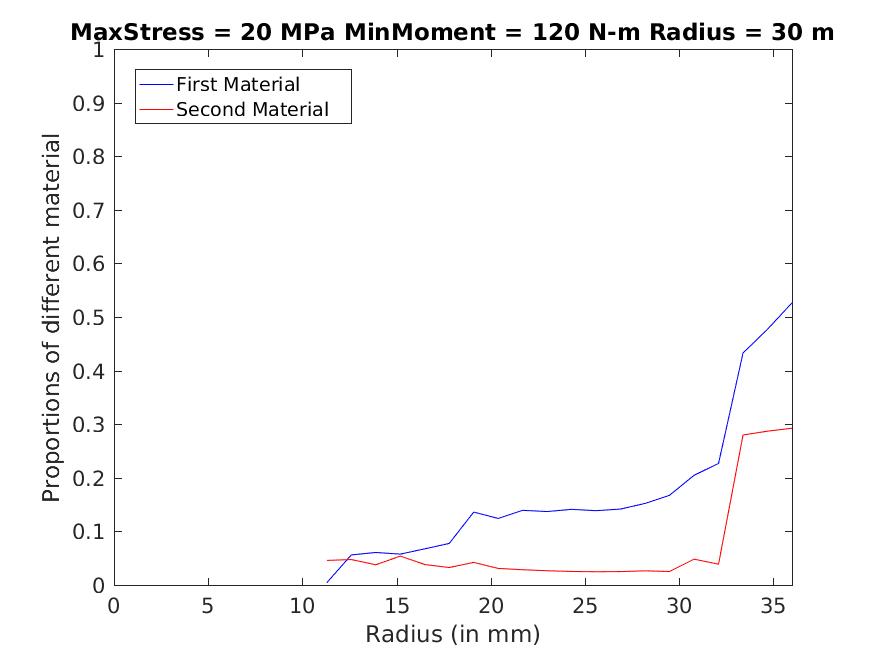 MaxStress = 20 MPa MinMoment = 120 N-m Radius = 30 m
1
First Material
Second Material
0.9
0.8
0.7
0.6
0.5
0.4
0.3
0.2
0.1
0
Proportions of different material
0 5 10 15 20 25 30 35
Radius (in mm)